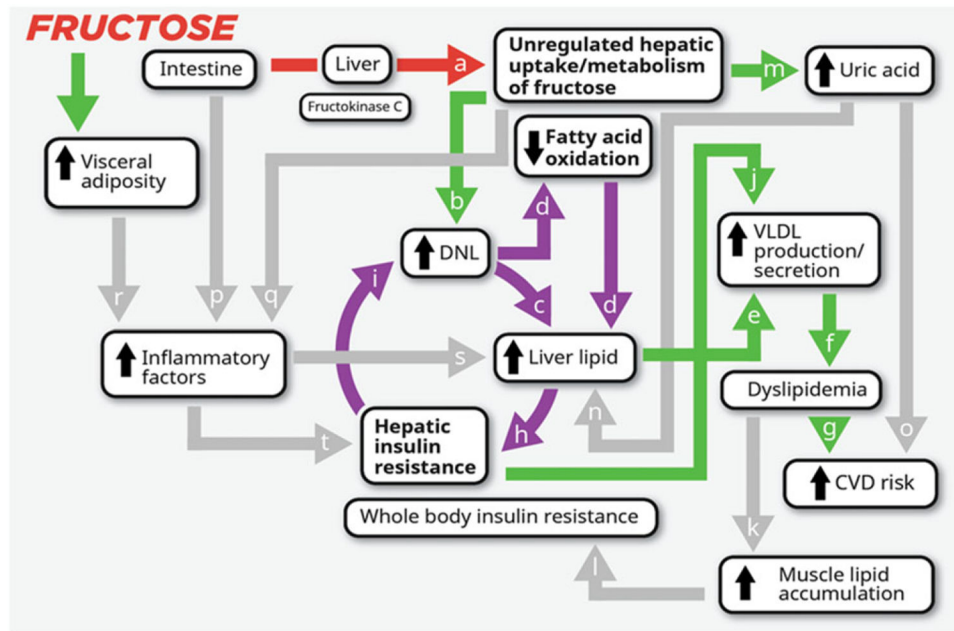 FRUCTOSE
Intestine
Liver
Fructokinase C
a
Unregulated hepatic
uptake/metabolism
of fructose
m
Uric acid
Visceral
adiposity
b
Fatty acid
oxidation
j
d
DNL
VLDL
production/
secretion
i
c
d
e
r
p
q
f
Inflammatory
factors
s
Liver lipid
Dyslipidemia
n
g
o
h
t
Hepatic
insulin
resistance
CVD risk
Whole body insulin resistance
k
l
Muscle lipid
accumulation